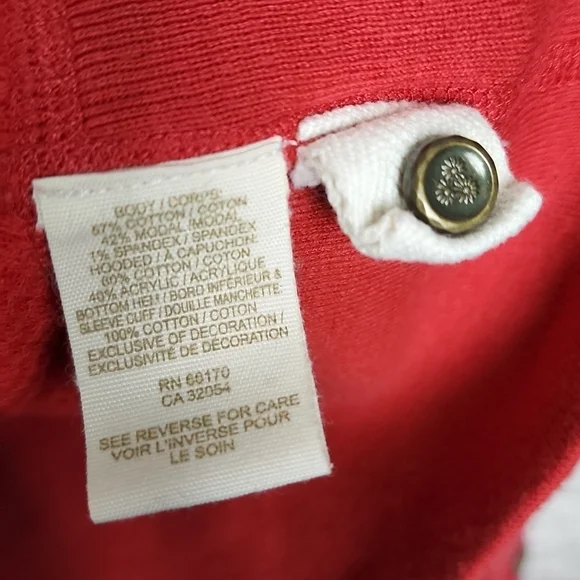 BODY / CORPS:
57% COTTON / COTON
42% MODAL / MODAL
1% SPANDEX / SPANDEX
HOODED / A CAPUCHON:
60% COTTON / COTON
40% ACRYLIC / ACRYLIQUE
BOTTOM HEM / BORD INFÉRIEUR &
SLEEVE CUFF / DOUILLE MANCHETTE:
100% COTTON / COTON
EXCLUSIVE OF DECORATION /
EXCLUSIVITÉ DE DÉCORATION
RN 66170
CA 32054
SEE REVERSE FOR CARE
VOIR L'INVERSE POUR
LE SOIN